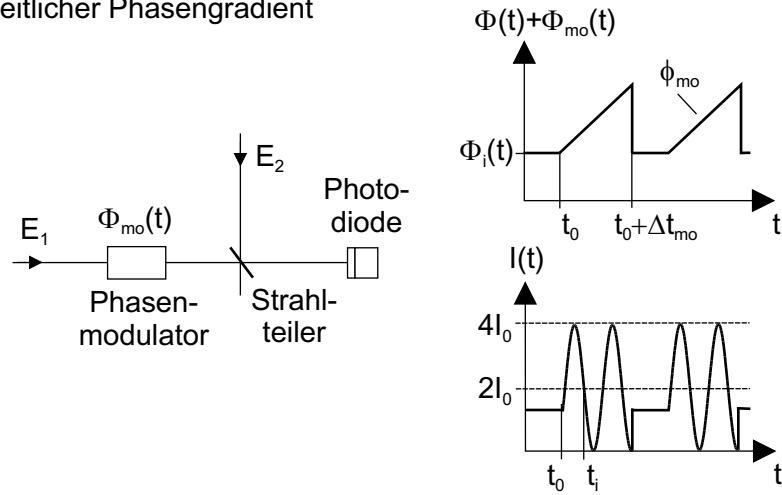 eitlicher Phasengradient
E₁
Φmo(t)
Phasen-
modulator
E₂
Strahl-
teiler
Photo-
diode
Φ(t)+Φmo(t)
ϕmo
Φi(t)
t₀
t₀+Δtmo
t
I(t)
4I₀
2I₀
t₀
ti
t